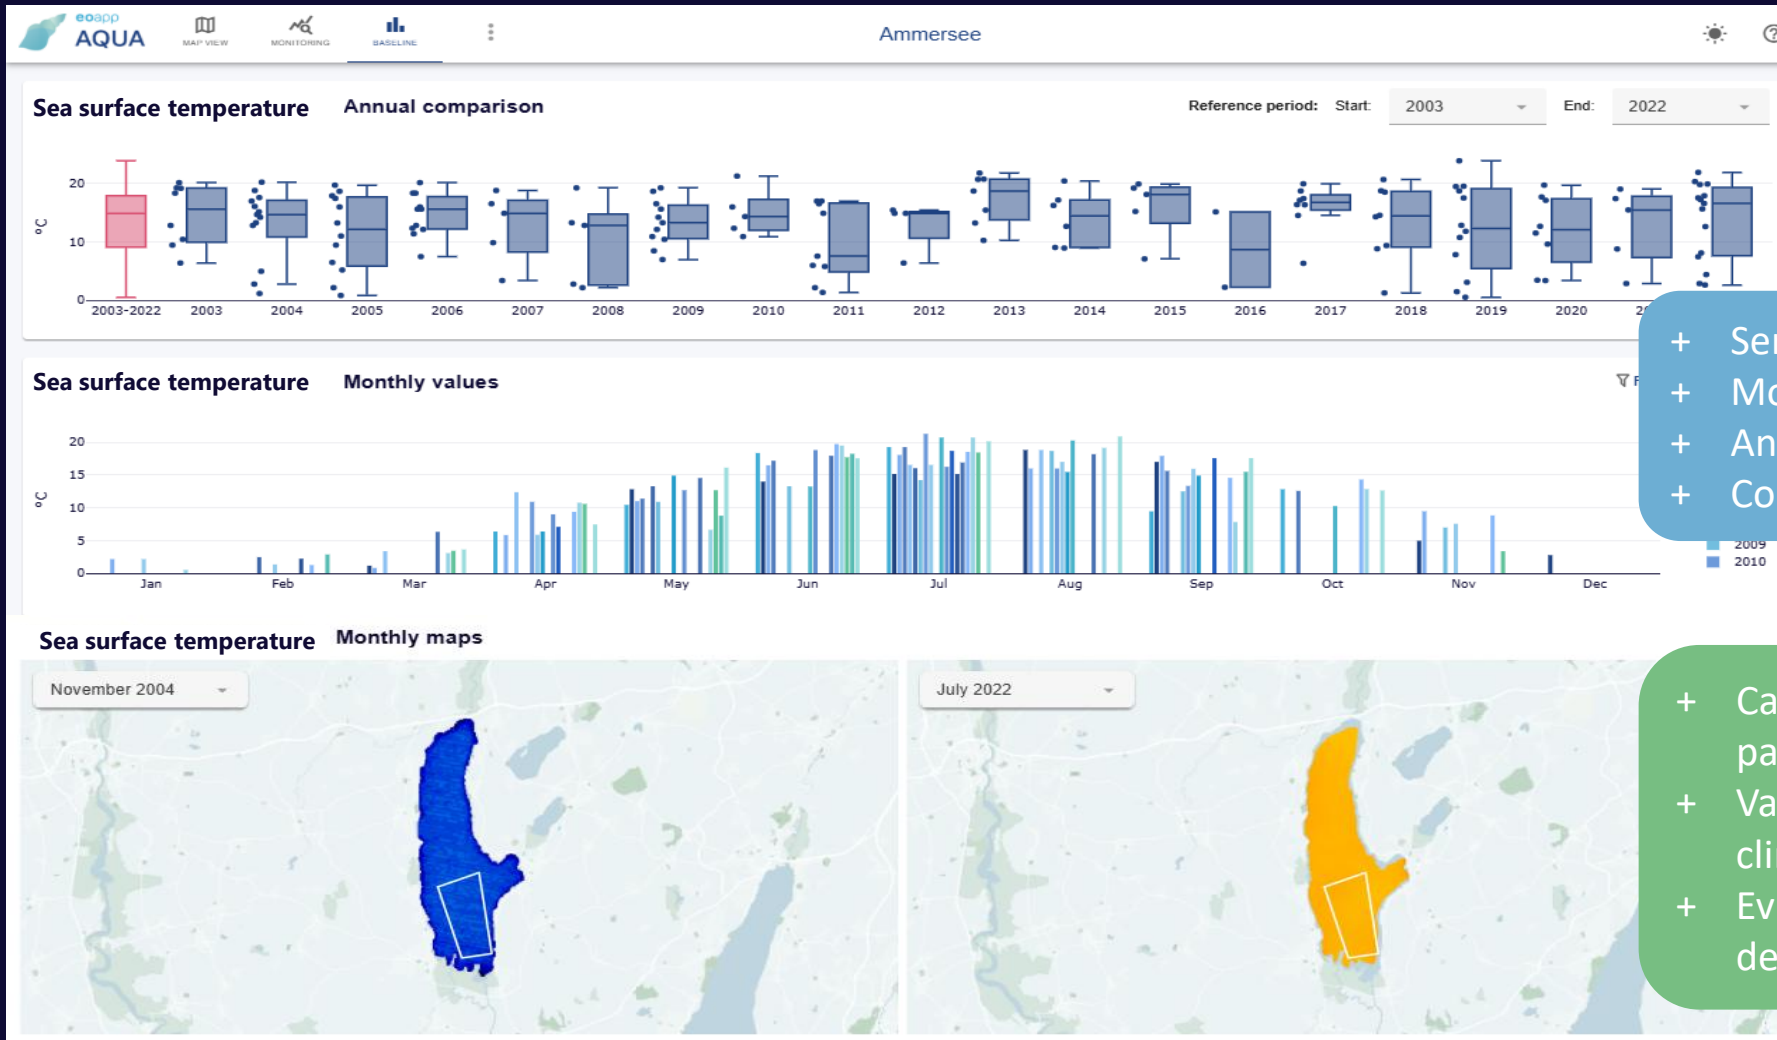 eoapp
AQUA
MAP VIEW
MONITORING
BASELINE
Ammersee
Sea surface temperature Annual comparison
Reference period: Start: 2003 End: 2022
°C
20
10
0
2003-2022 2003 2004 2005 2006 2007 2008 2009 2010 2011 2012 2013 2014 2015 2016 2017 2018 2019 2020
Sea surface temperature Monthly values
°C
20
15
10
5
0
Jan Feb Mar Apr May Jun Jul Aug Sep Oct Nov Dec
2009
2010
+
+
+
+
Sea surface temperature Monthly maps
November 2004
July 2022
+
+
+